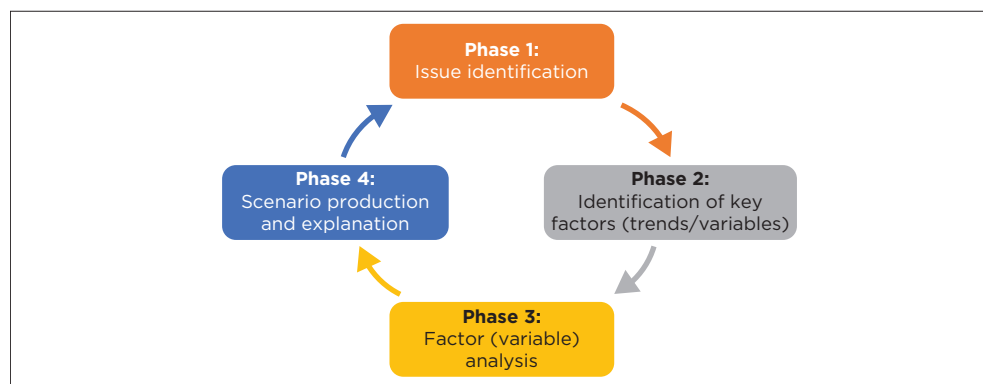 Phase 1:
Issue identification
Phase 4:
Scenario production
and explanation
Phase 2:
Identification of key
factors (trends/variables)
Phase 3:
Factor (variable)
analysis